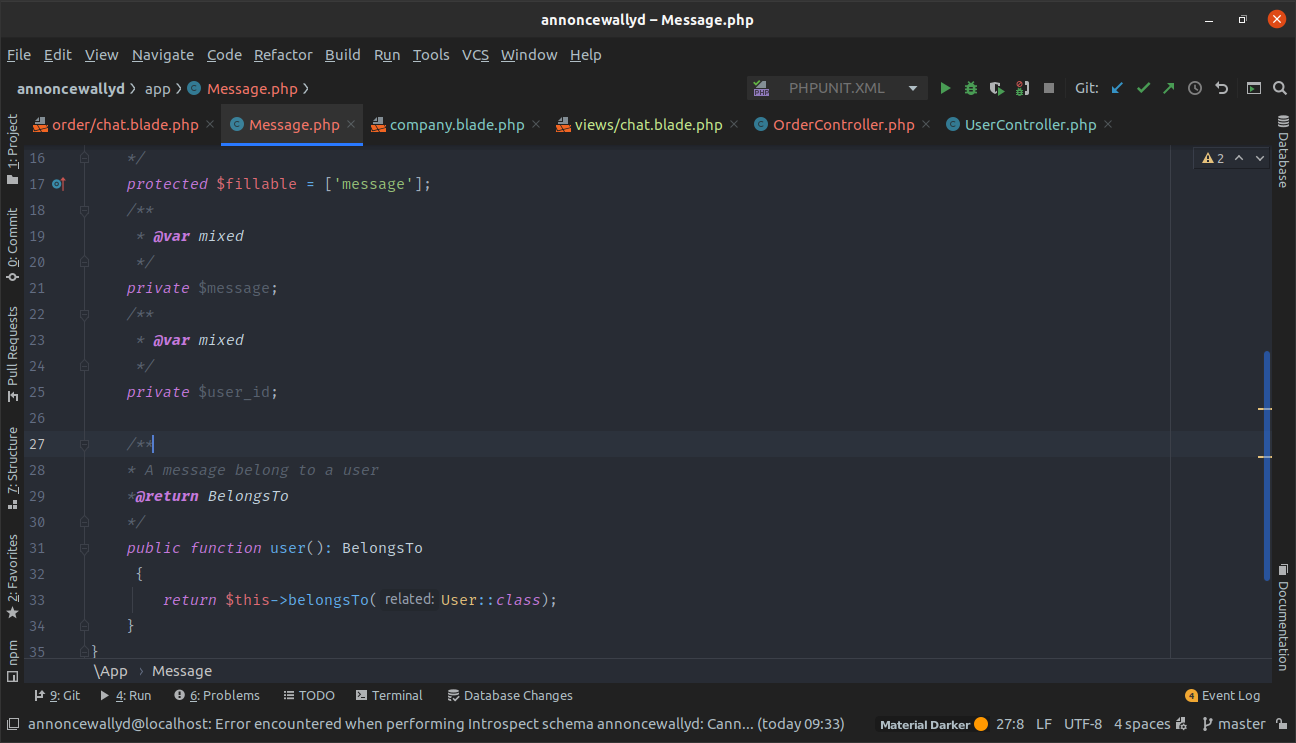 annoncewallyd – Message.php
File Edit View Navigate Code Refactor Build Run Tools VCS Window Help
annoncewallyd app Message.php PHPUNIT.XML Git:
order/chat.blade.php Message.php company.blade.php views/chat.blade.php OrderController.php UserController.php
1: Project
0: Commit
Pull Requests
7: Structure
2: Favorites
npm
2
16 */
17 protected $fillable = ['message'];
18 /**
19 * @var mixed
20 */
21 private $message;
22 /**
23 * @var mixed
24 */
25 private $user_id;
26
27 /**
28 * A message belong to a user
29 *@return BelongsTo
30 */
31 public function user(): BelongsTo
32 {
33 return $this->belongsTo( related: User::class);
34 }
35 }
Database
Documentation
\App › Message
9: Git 4: Run 6: Problems TODO Terminal Database Changes 4 Event Log
annoncewallyd@localhost: Error encountered when performing Introspect schema annoncewallyd: Cann... (today 09:33) Material Darker 27:8 LF UTF-8 4 spaces master